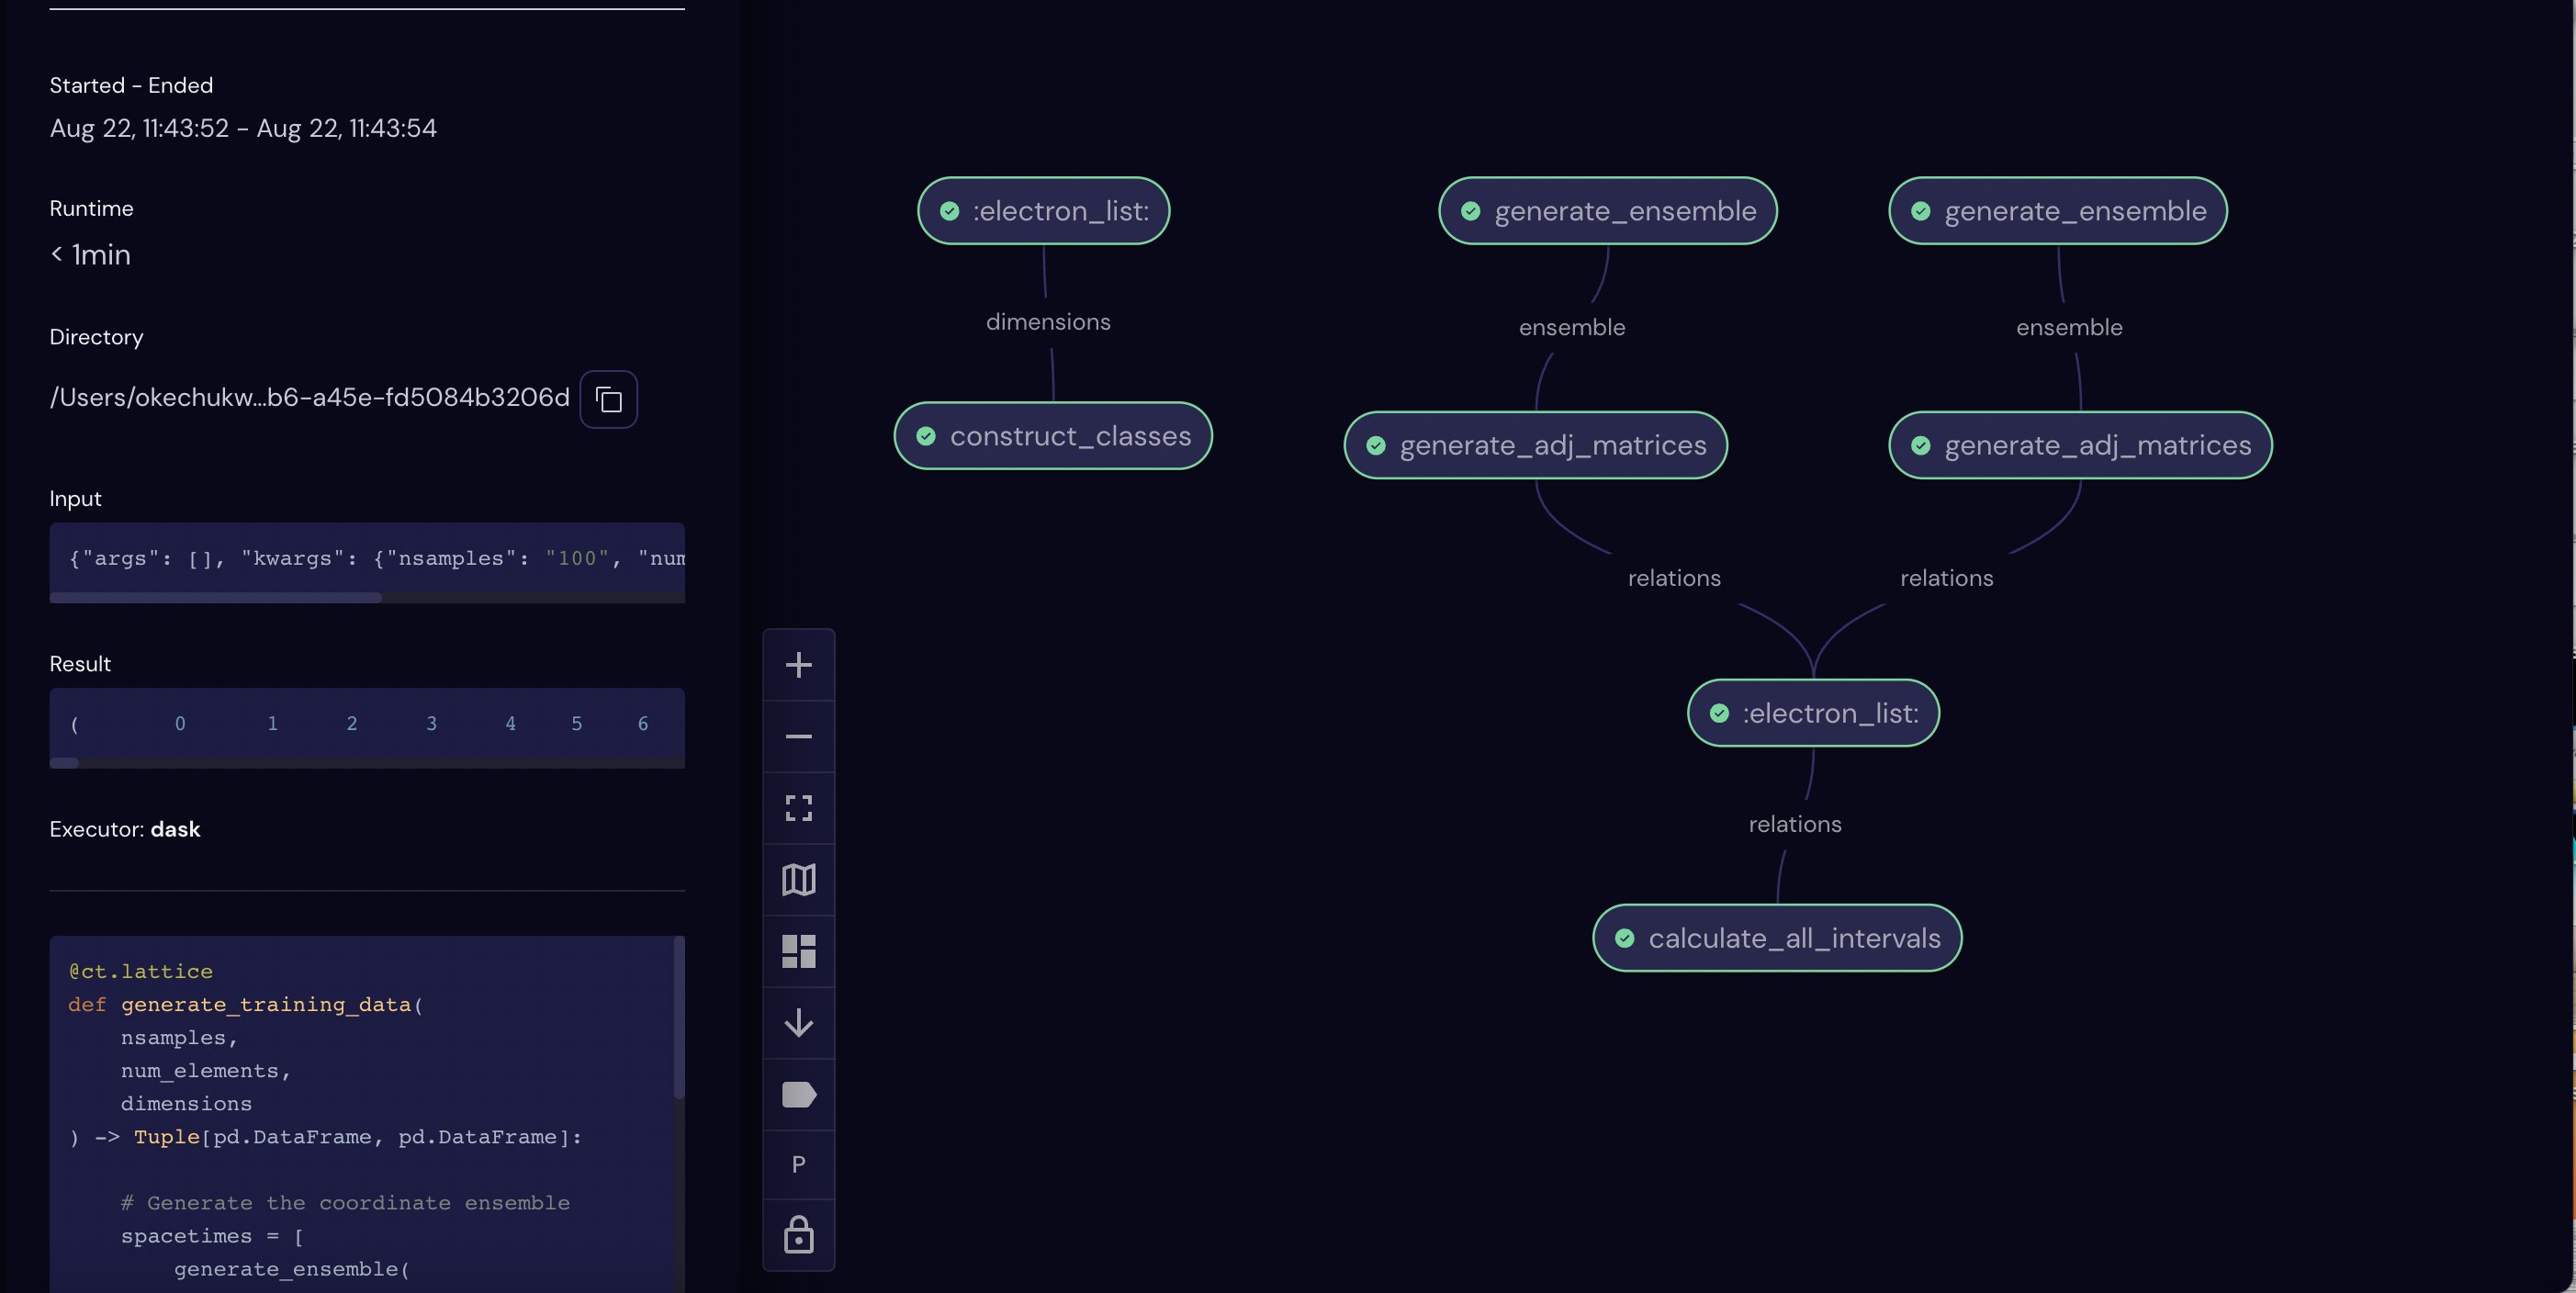 Started - Ended
Aug 22, 11:43:52 - Aug 22, 11:43:54
Runtime
< 1min
Directory
/Users/okechukw...b6-a45e-fd5084b3206d
Input
{"args": [], "kwargs": {"nsamples": "100", "num
Result
( 0 1 2 3 4 5 6
Executor: dask
@ct.lattice
def generate_training_data(
    nsamples,
    num_elements,
    dimensions
) -> Tuple[pd.DataFrame, pd.DataFrame]:
    # Generate the coordinate ensemble
    spacetimes = [
        generate_ensemble(
P
:electron_list:
generate_ensemble
generate_ensemble
dimensions
ensemble
ensemble
construct_classes
generate_adj_matrices
generate_adj_matrices
relations
relations
:electron_list:
relations
calculate_all_intervals